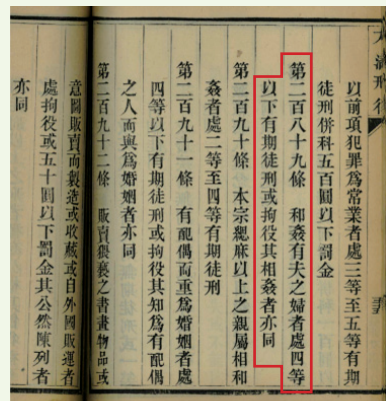 大清刑律
以前項犯罪為常業者處三等至五等有期
徒刑併科五百圓以下罰金
第二百八十九條　和姦有夫之婦者處四等
以下有期徒刑或拘役其相姦者亦同
第二百九十條　本宗緦麻以上之親屬相和
姦者處二等至四等有期徒刑
第二百九十一條　有配偶而重為婚姻者處
四等以下有期徒刑或拘役其知為有配偶
之人而與為婚姻者亦同
第二百九十二條　販賣猥褻之書畫物品或
意圖販賣而製造或收藏或自外國販運者
處拘役或五十圓以下罰金其公然陳列者
亦同